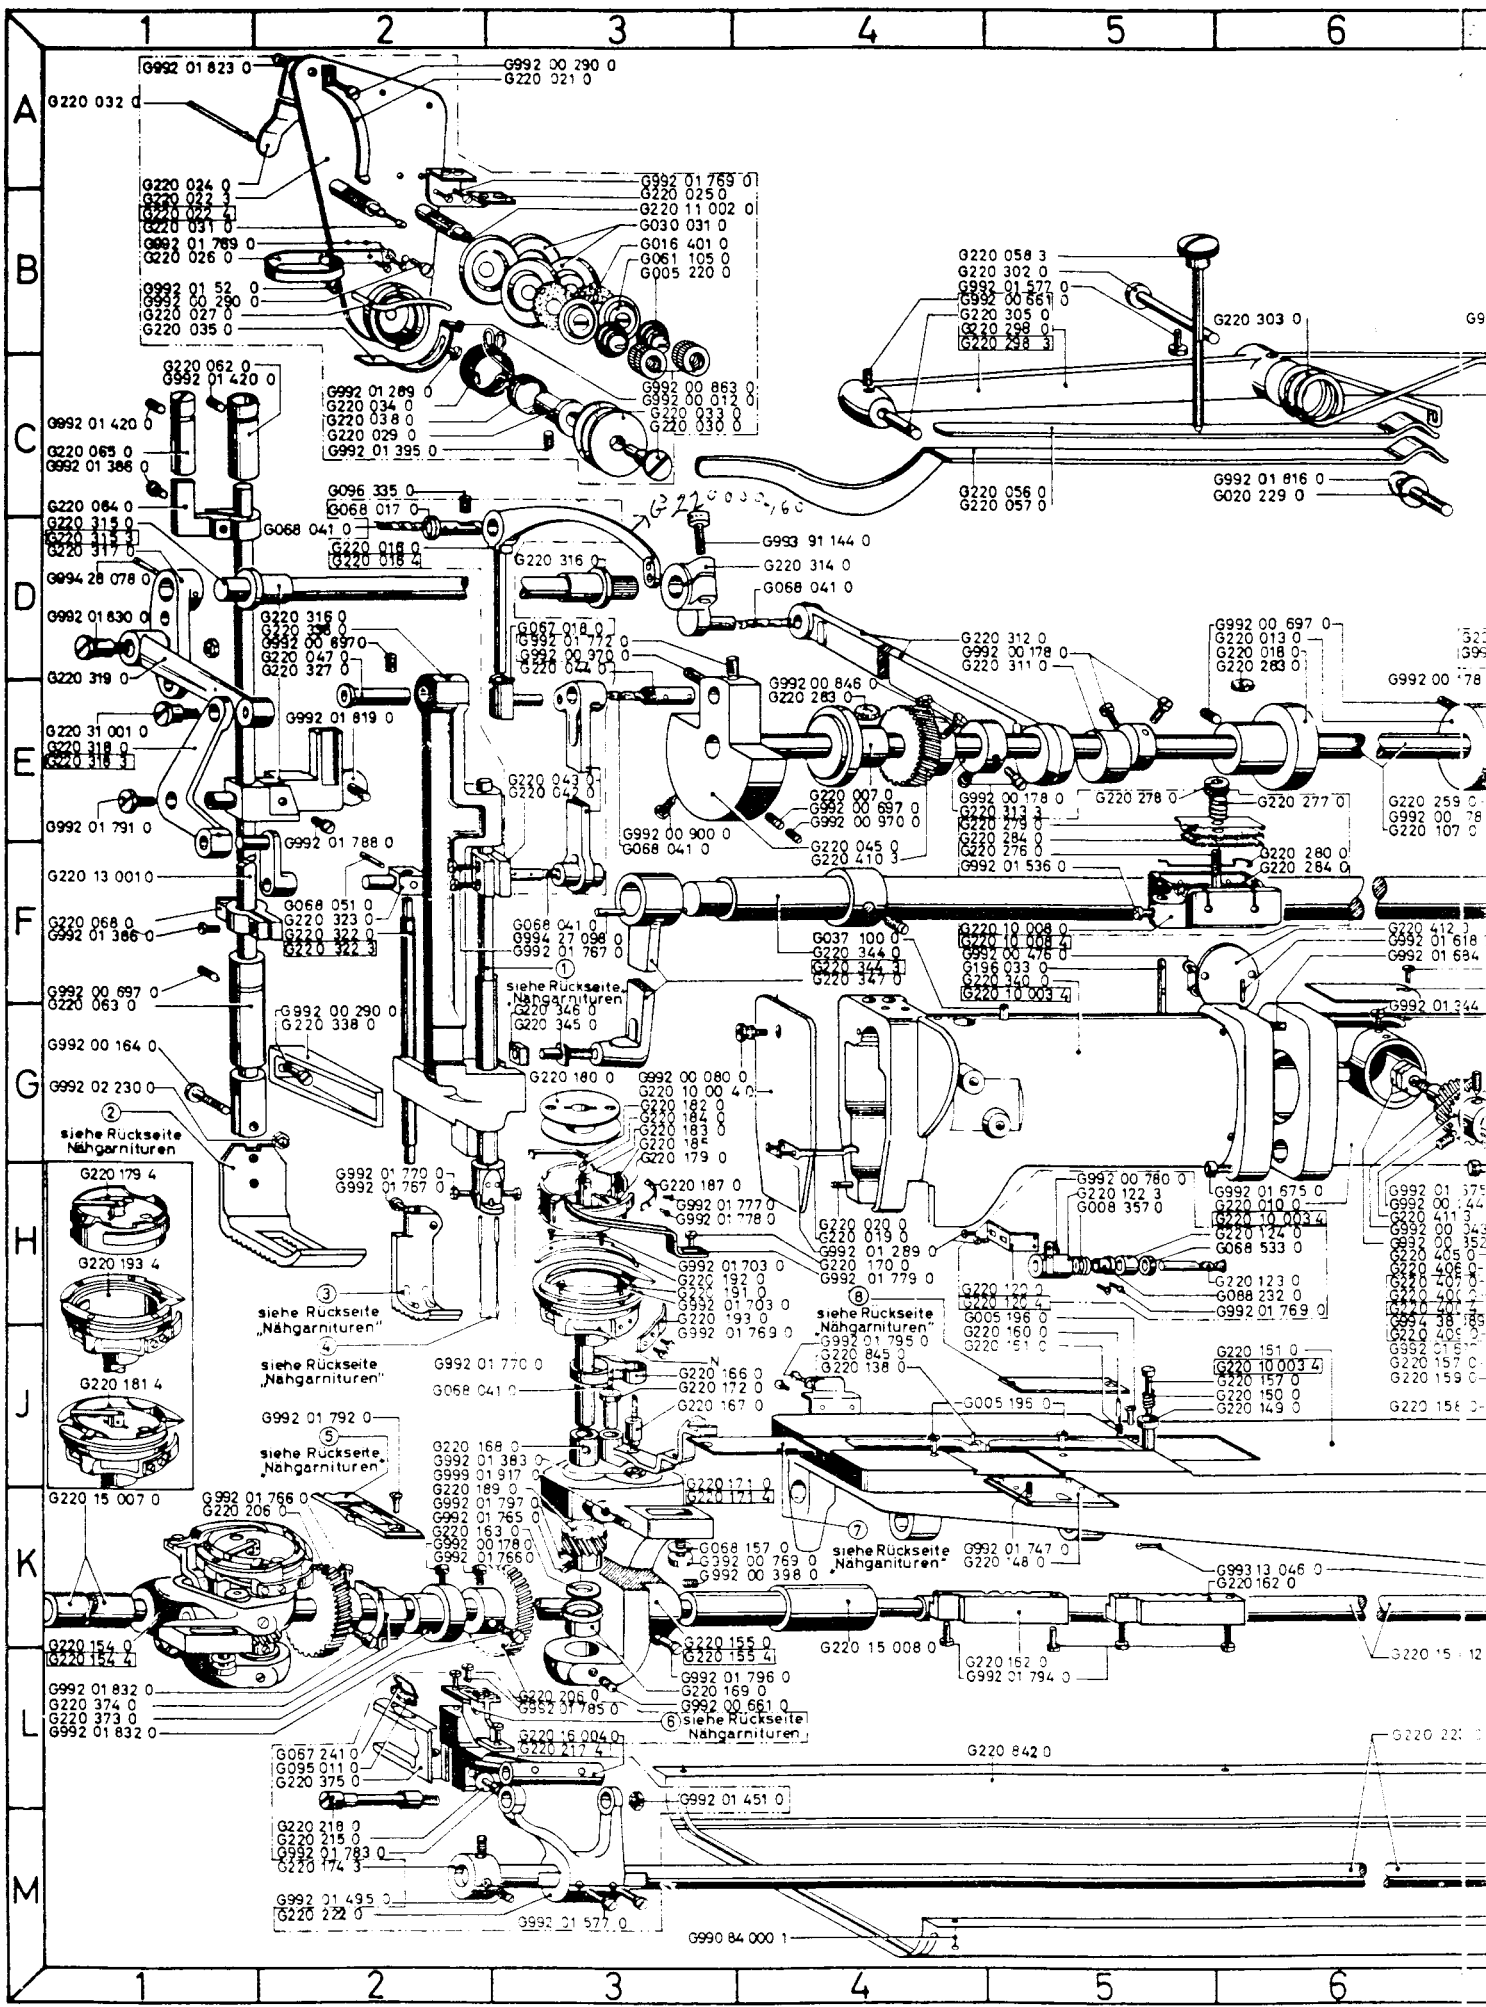 1 2 3 4 5 6
A
G992 01 823 0
G992 00 290 0
G220 021 0
G220 032 0
G220 024 0
G220 022 3
G220 022 4
G220 031 0
G992 01 769 0
G220 026 0
G992 01 52 0
G992 00 290 0
G220 027 0
G220 035 0
G992 01 769 0
G220 025 0
G220 11 002 0
G030 031 0
G016 401 0
G061 105 0
G005 220 0
B
G220 058 3
G220 302 0
G992 01 577 0
G992 00 661 0
G220 305 0
G220 298 0
G220 298 3
G220 303 0
C
G220 062 0
G992 01 420 0
G992 01 420 0
G220 065 0
G992 01 386 0
G220 064 0
G220 315 0
G220 315 3
G220 317 0
G992 01 289 0
G220 034 0
G220 038 0
G220 029 0
G992 01 395 0
G992 00 863 0
G992 00 012 0
G220 033 0
G220 030 0
G096 335 0
G068 017 0
G068 041 0
G220 016 0
G220 016 4
G220 056 0
G220 057 0
G992 01 816 0
G020 229 0
D
G994 28 078 0
G992 01 830 0
G220 319 0
G220 316 0
G992 00 697 0
G220 047 0
G220 327
G220 316 0
G993 91 144 0
G220 314 0
G068 041 0
G067 018 0
G992 01 772 0
G992 00 370 0
G220 044 0
G220 312 0
G992 00 178 0
G220 311 0
G992 00 697 0
G220 013 0
G220 018 0
G220 283 0
E
G220 31 001 0
G220 318 0
G220 318 3
G992 01 791 0
G992 01 819 0
G992 01 788 0
G220 043 0
G220 042 0
G992 00 900 0
G068 041 0
G992 00 846 0
G220 283 0
G220 007 0
G992 00 697 0
G992 00 970 0
G220 045 0
G220 410 3
G992 00 178 0
G220 313 3
G220 279 0
G220 284 0
G220 276 0
G992 01 536 0
G220 278 0
G220 277 0
G220 280 0
G220 284 0
G220 259 0
G220 107 0
F
G220 13 001 0
G220 068 0
G992 01 386 0
G992 00 697 0
G220 063 0
G068 051 0
G220 323 0
G220 322 0
G220 322 3
G068 041 0
G994 27 098 0
G992 01 767 0
1
siehe Rückseite
„Nähgarnituren"
G220 346 0
G220 345 0
G037 100 0
G220 344 0
G220 344 3
G220 347 0
G220 10 008 0
G220 10 008 4
G992 00 476 0
G196 033 0
G220 340 0
G220 10 003 4
G220 412
G992 01 618
G992 01 684
G992 01 344
G
G992 00 290 0
G220 338 0
G992 00 164 0
G992 02 230 0
2
siehe Rückseite
Nähgarnituren
G220 180 0
G992 00 080 0
G220 10 00 4 0
G220 182 0
G220 184 0
G220 183 0
G220 185
G220 179 0
H
G220 179 4
G220 193 4
G992 01 770 0
G992 01 767 0
G220 187 0
G992 01 777 0
G992 01 778 0
3
siehe Rückseite
„Nähgarnituren"
4
siehe Rückseite
„Nähgarnituren"
G992 01 703 0
G220 192 0
G220 191 0
G992 01 703 0
G220 193 0
G992 01 769 0
G220 020 0
G220 019 0
G992 01 289 0
G220 170 0
G992 01 779 0
8
siehe Rückseite
„Nähgarnituren"
G992 00 780 0
G220 122 3
G008 357 0
G220 120 0
G220 120 4
G005 196 0
G220 160 0
G992 01 675 0
G220 010 0
G220 10 003 4
G220 124 0
G068 533 0
G220 123 0
G088 232 0
G992 01 769 0
J
G220 181 4
G992 01 770 0
G068 041 0
G220 166 0
G220 172 0
G220 167 0
G992 01 795 0
G220 845 0
G220 138 0
G005 196 0
G220 151 0
G220 10 003 4
G220 157 0
G220 150 0
G220 149 0
G992 01 792 0
5
siehe Rückseite
„Nähgarnituren"
G220 168 0
G992 01 383 0
G999 01 917 0
G220 189 0
G992 01 797 0
G992 01 765 0
G220 163 0
G992 00 178 0
G992 01 766 0
G220 171 0
G220 171 4
K
G220 15 007 0
G992 01 766 0
G220 206 0
G068 157 0
G992 00 769 0
G992 00 398 0
7
siehe Rückseite
„Nähganituren"
G992 01 747 0
G220 148 0
G993 13 046 0
G220 162 0
G220 154 0
G220 154 4
G220 155 0
G220 155 4
G220 15 008 0
G220 162 0
G992 01 794 0
L
G992 01 832 0
G220 374 0
G220 373 0
G992 01 832 0
G220 206 0
G992 01 785 0
G992 01 796 0
G220 169 0
G992 00 661 0
6
siehe Rückseite
Nähgarnituren
G067 241 0
G095 011 0
G220 375 0
G220 16 004 0
G220 217 4
G992 01 451 0
G220 842 0
M
G220 218 0
G220 215 0
G992 01 783 0
G220 174 3
G992 01 495 0
G220 222 0
G992 01 577 0
G990 84 000 1
1 2 3 4 5 6